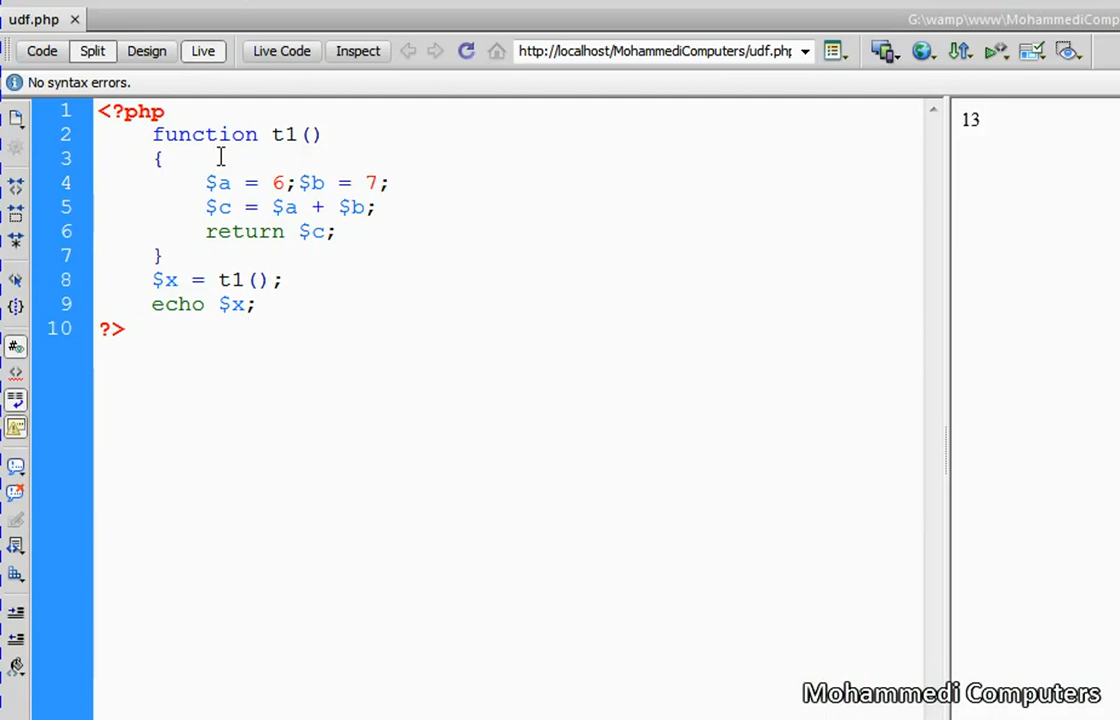 udf.php ×
G:\wamp\www\MohammediComp
Code Split Design Live Live Code Inspect http://localhost/MohammediComputers/udf.php
No syntax errors.
1 <?php
2 function t1()
3 {
4 $a = 6;$b = 7;
5 $c = $a + $b;
6 return $c;
7 }
8 $x = t1();
9 echo $x;
10 ?>
13
Mohammedi Computers